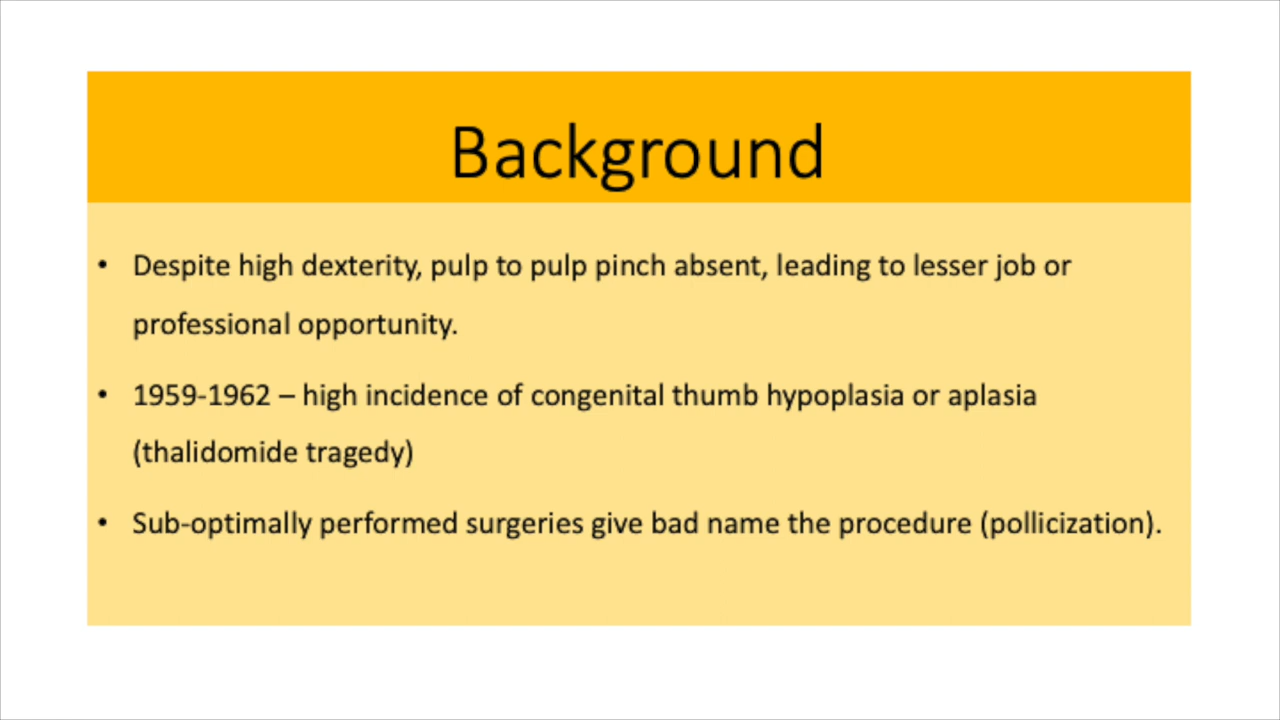 Background
• Despite high dexterity, pulp to pulp pinch absent, leading to lesser job or
professional opportunity.
• 1959-1962 – high incidence of congenital thumb hypoplasia or aplasia
(thalidomide tragedy)
• Sub-optimally performed surgeries give bad name the procedure (pollicization).